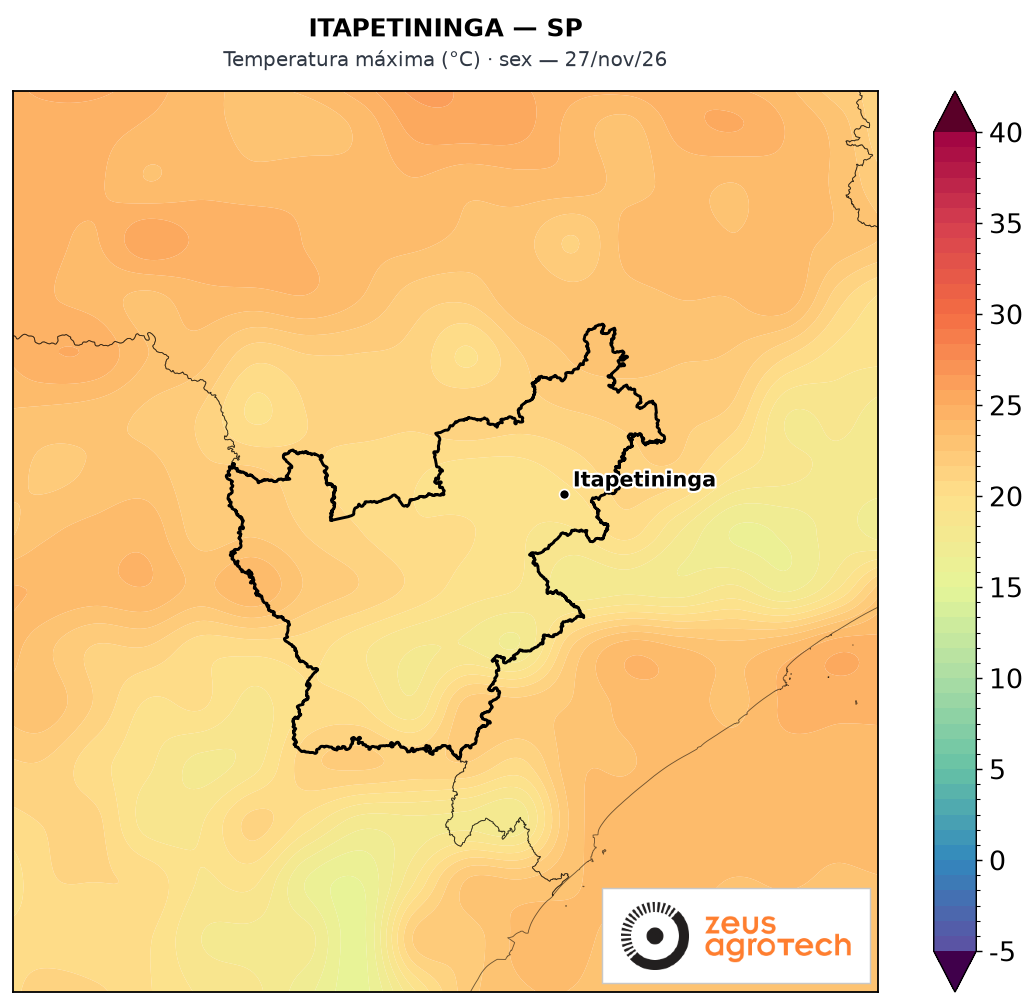 ITAPETININGA — SP
Temperatura máxima (°C) · sex — 27/nov/26
40
35
30
25
20
15
10
5
0
-5
Itapetininga
zeus
agrotech